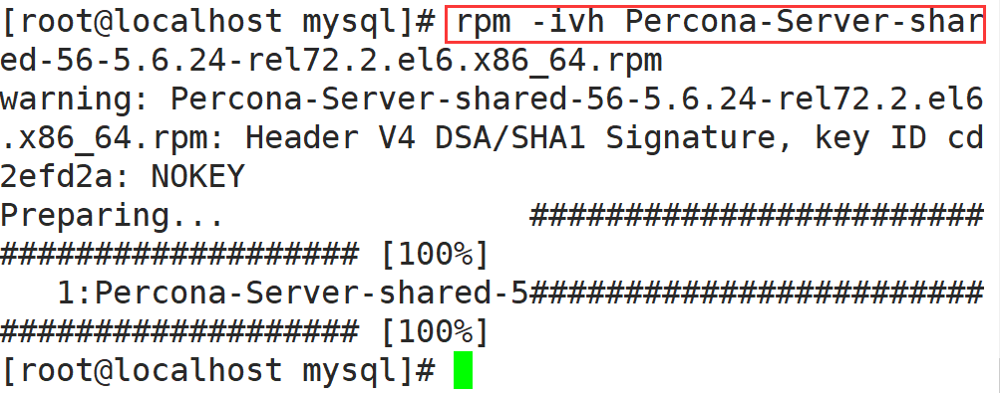 [root@localhost mysql]# rpm -ivh Percona-Server-shar
ed-56-5.6.24-rel72.2.el6.x86_64.rpm
warning: Percona-Server-shared-56-5.6.24-rel72.2.el6
.x86_64.rpm: Header V4 DSA/SHA1 Signature, key ID cd
2efd2a: NOKEY
Preparing...                ########################
################### [100%]
   1:Percona-Server-shared-5########################
################### [100%]
[root@localhost mysql]#